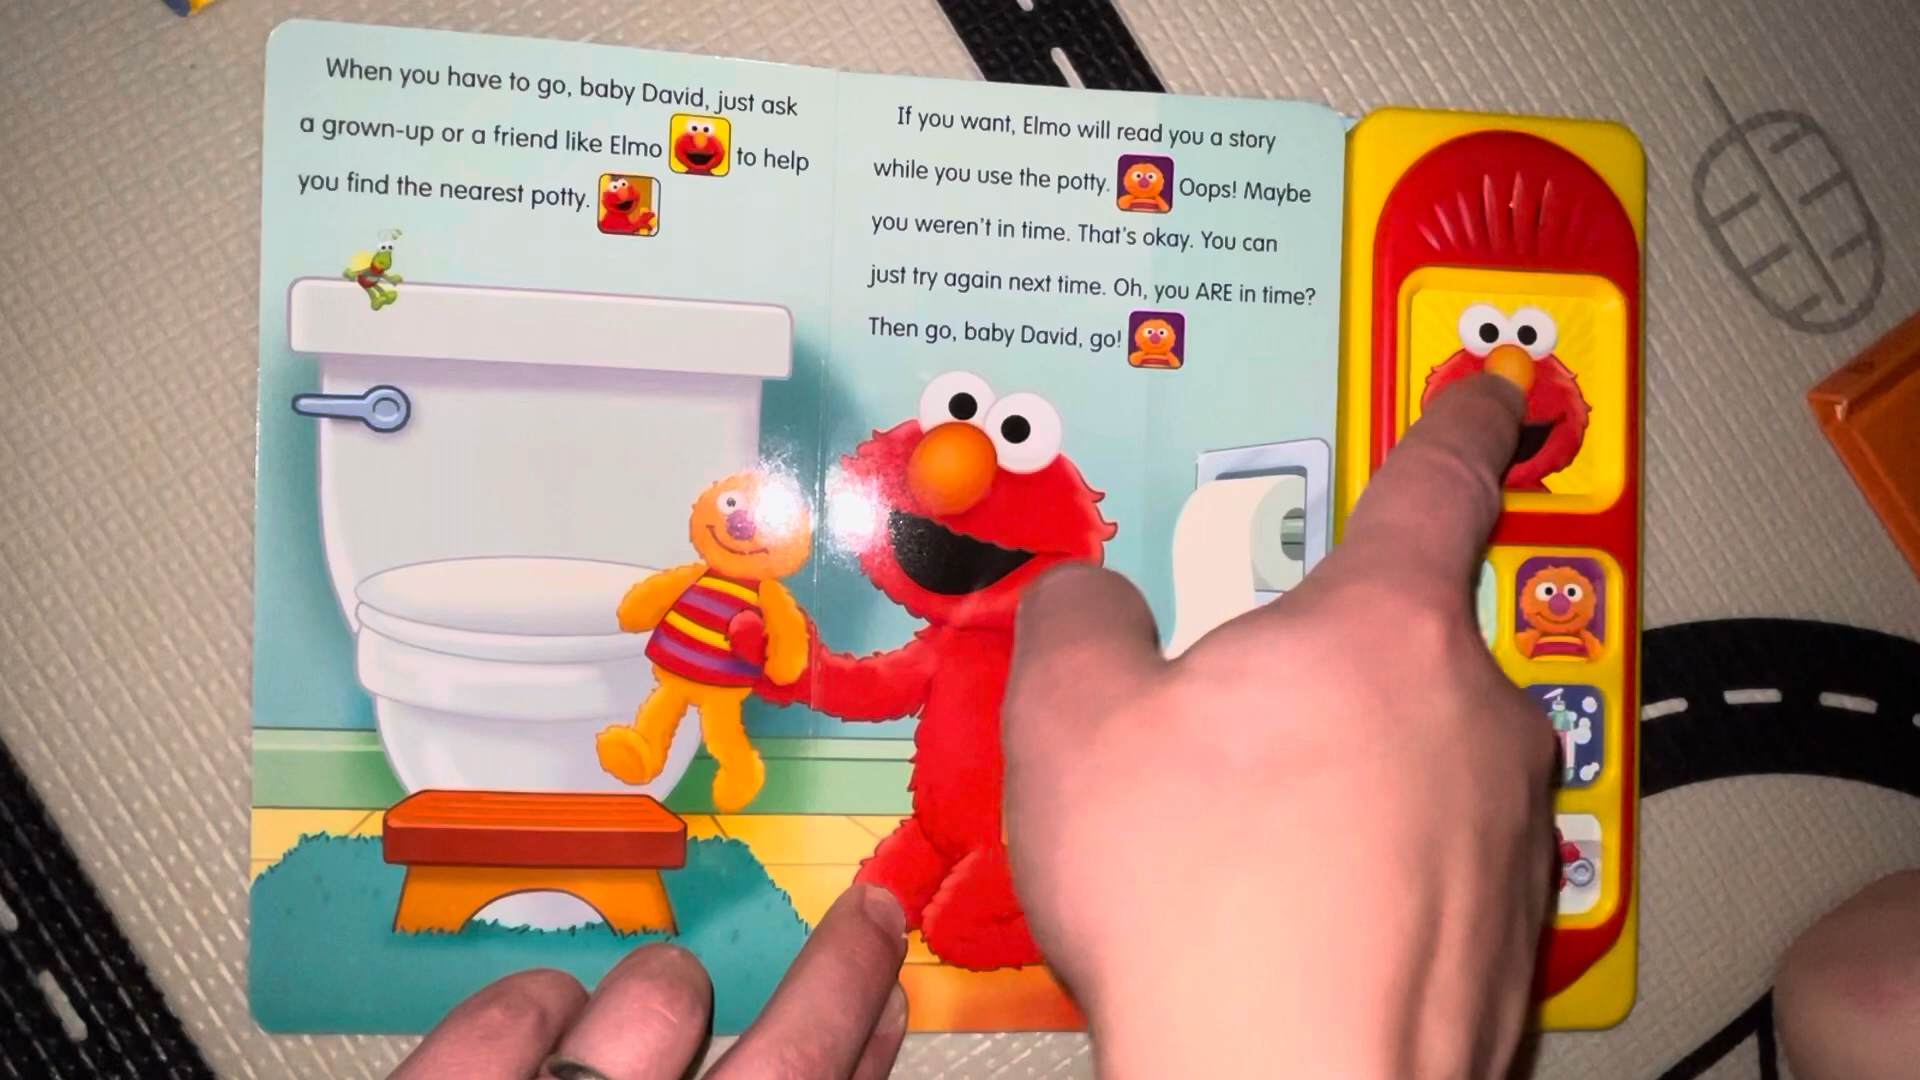 When you have to go, baby David, just ask
a grown-up or a friend like Elmo to help
you find the nearest potty.
If you want, Elmo will read you a story
while you use the potty. Oops! Maybe
you weren't in time. That's okay. You can
just try again next time. Oh, you ARE in time?
Then go, baby David, go!